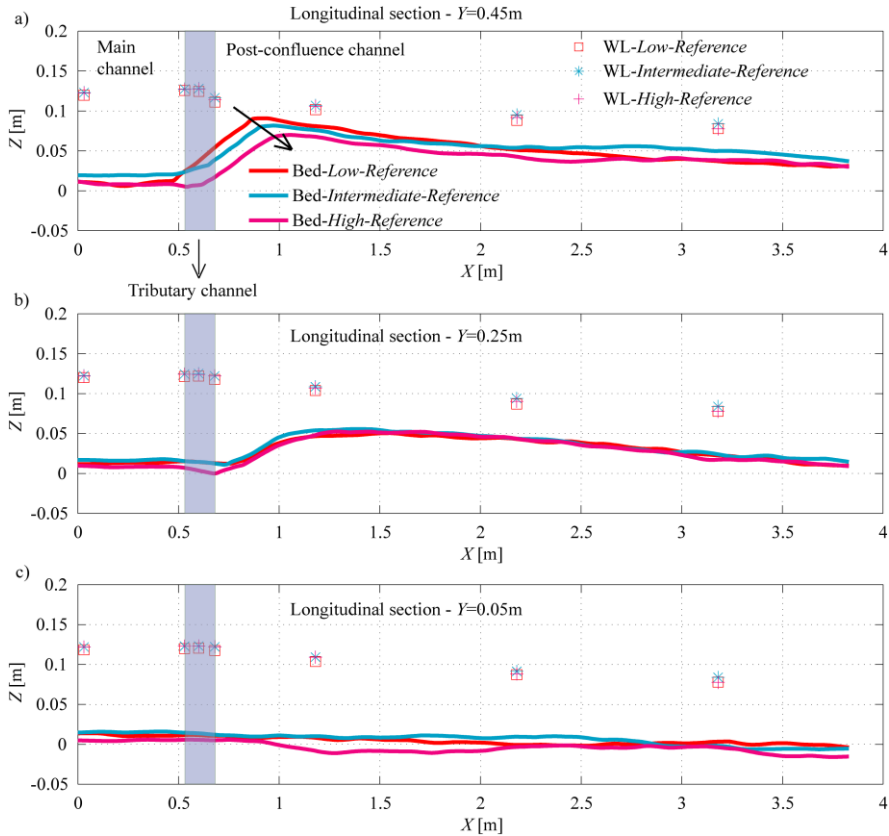 a)
Longitudinal section - Y=0.45m
0.2
0.15
0.1
0.05
0
-0.05
Z [m]
Main channel
Post-confluence channel
WL-Low-Reference
WL-Intermediate-Reference
WL-High-Reference
Bed-Low-Reference
Bed-Intermediate-Reference
Bed-High-Reference
0 0.5 1 1.5 2 2.5 3 3.5 4
X [m]
Tributary channel
b)
Longitudinal section - Y=0.25m
0.2
0.15
0.1
0.05
0
-0.05
Z [m]
0 0.5 1 1.5 2 2.5 3 3.5 4
X [m]
c)
Longitudinal section - Y=0.05m
0.2
0.15
0.1
0.05
0
-0.05
Z [m]
0 0.5 1 1.5 2 2.5 3 3.5 4
X [m]